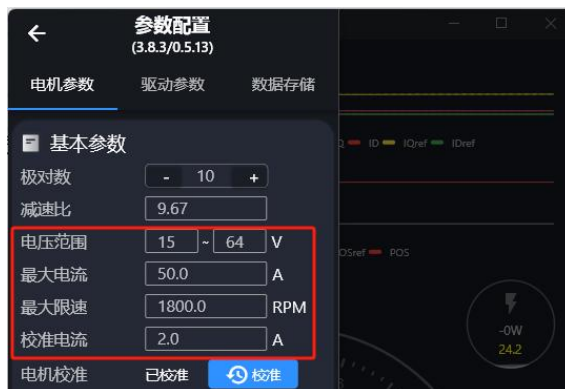 参数配置
(3.8.3/0.5.13)
电机参数 驱动参数 数据存储
基本参数
极对数 - 10 +
减速比 9.67
电压范围 15 ~ 64 V
最大电流 50.0 A
最大限速 1800.0 RPM
校准电流 2.0 A
电机校准 已校准 校准
ID IQref IDref
OSref POS
-0W
24.2